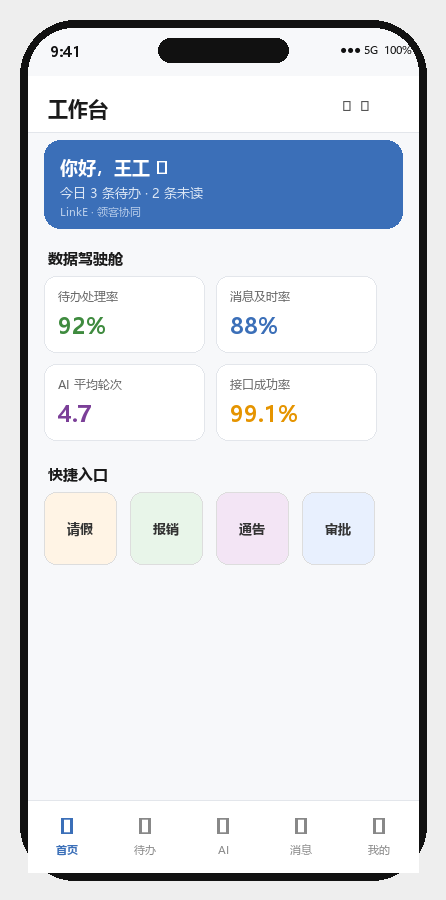 9:41 ●●● 5G 100%
工作台
你好，王工
今日 3 条待办 · 2 条未读
LinkE · 领客协同
数据驾驶舱
待办处理率 消息及时率
92% 88%
AI 平均轮次 接口成功率
4.7 99.1%
快捷入口
请假 报销 通告 审批
首页 待办 AI 消息 我的